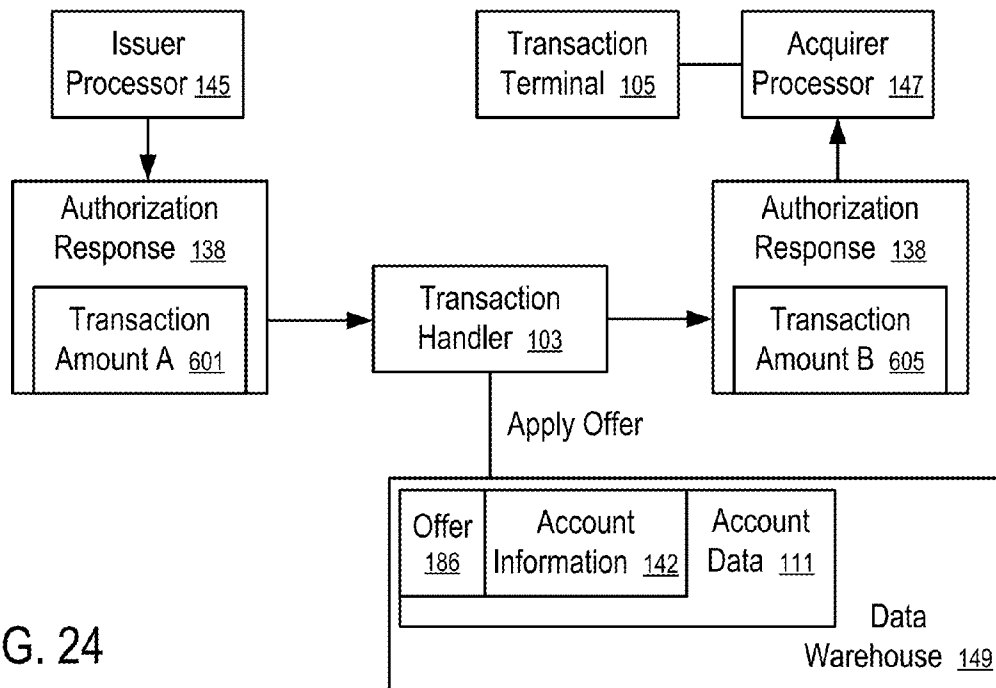 Issuer
Processor 145
Transaction
Terminal 105
Acquirer
Processor 147
Authorization
Response 138
Transaction
Amount A 601
Transaction
Handler 103
Authorization
Response 138
Transaction
Amount B 605
Apply Offer
Offer
186
Account
Information 142
Account
Data 111
Data
Warehouse 149
G. 24